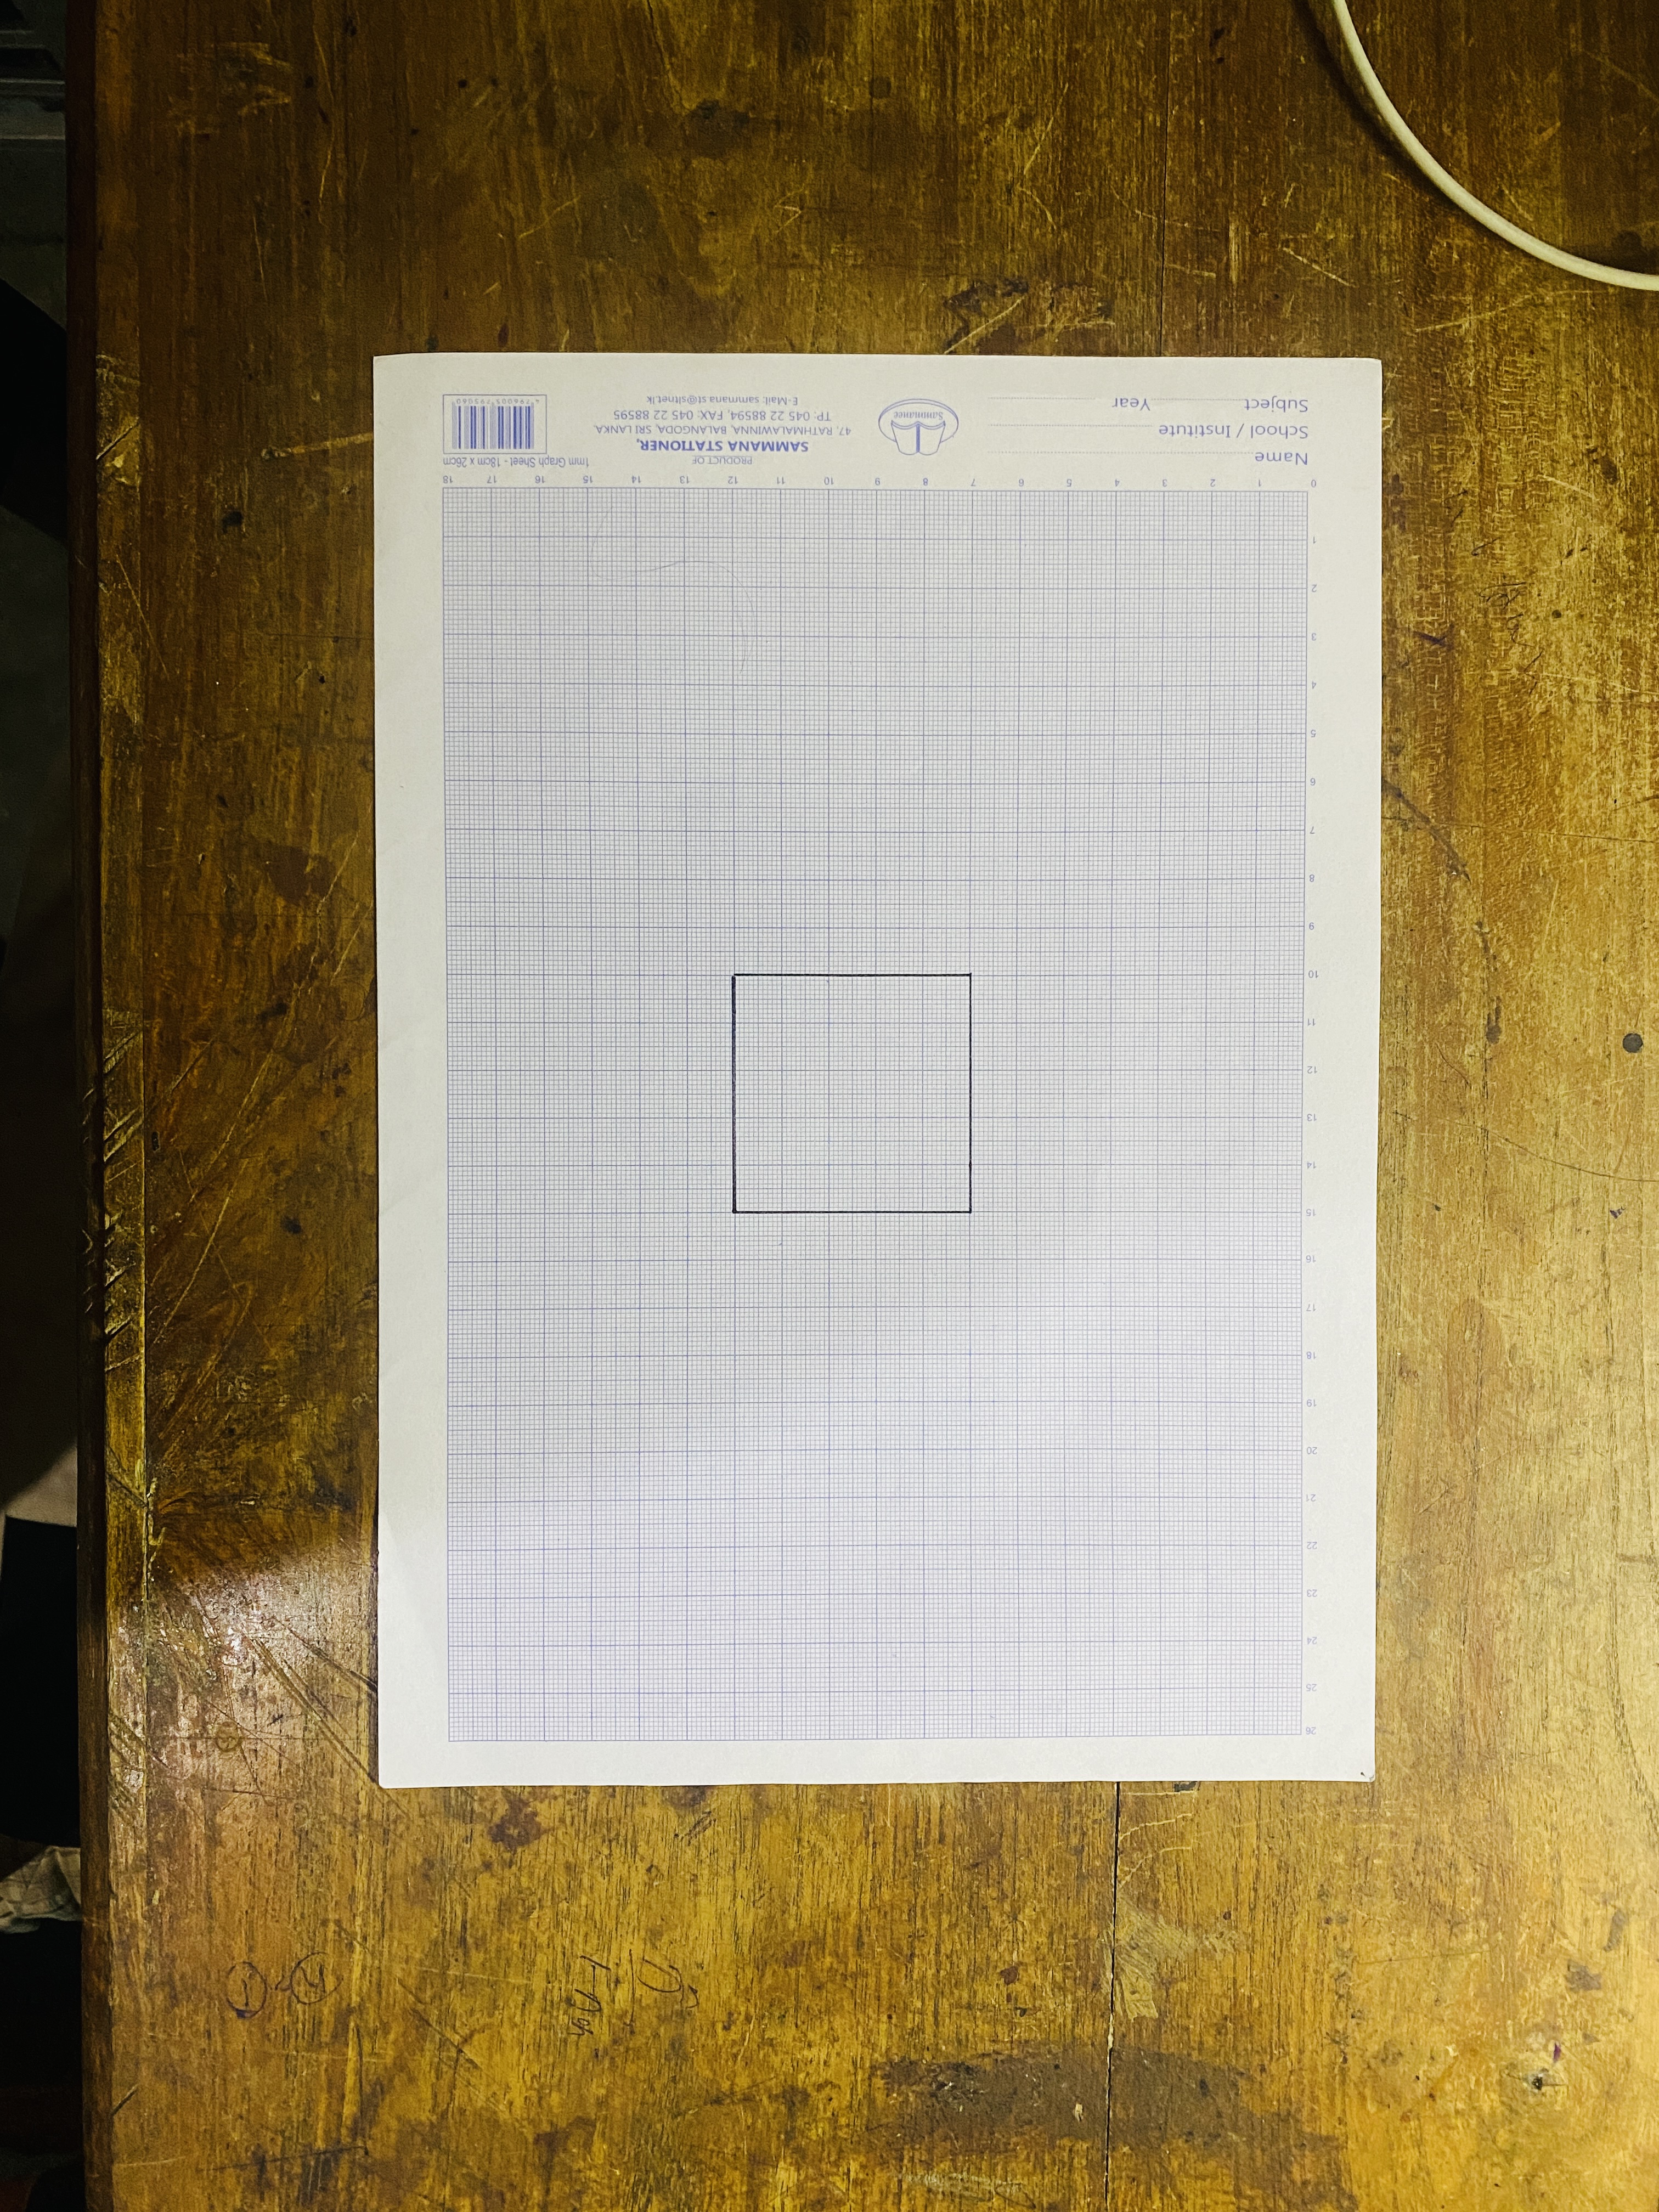 Name
School / Institute
Subject Year
Sammanee
PRODUCT OF
SAMMANA STATIONER,
47, RATHMALAWINNA, BALANGODA, SRI LANKA.
TP: 045 22 88594, FAX: 045 22 88595
E-Mail: sammana.st@sltnet.lk
1mm Graph Sheet - 18cm x 26cm
0 1 2 3 4 5 6 7 8 9 10 11 12 13 14 15 16 17 18 19 20 21 22 23 24 25 26
1
2
3
4
5
6
7
8
9
10
11
12
13
14
15
16
17
18